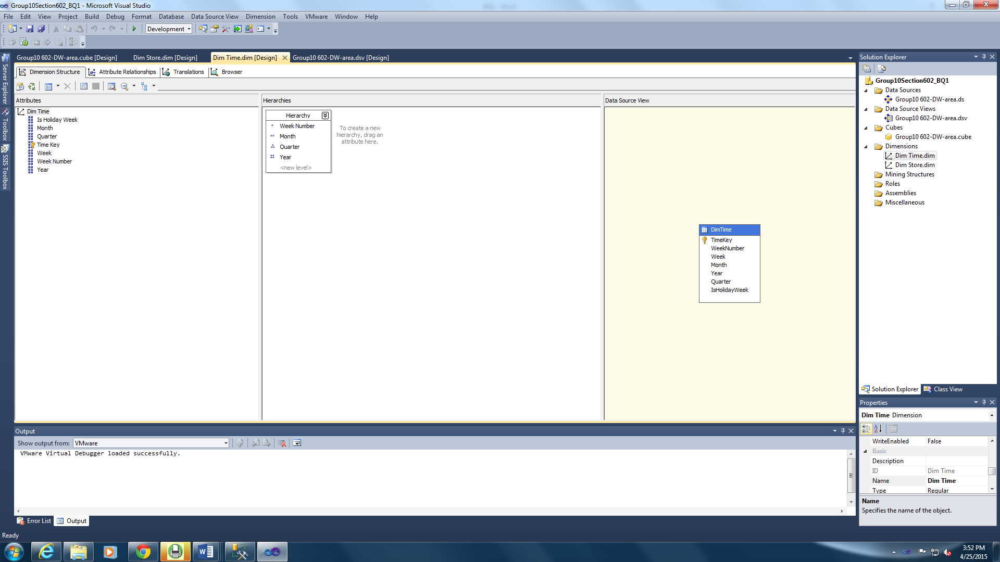 Group10Section602_BQ1 - Microsoft Visual Studio
File Edit View Project Build Debug Format Database Data Source View Dimension Tools VMware Window Help
Development
Group10 602-DW-area.cube [Design] Dim Store.dim [Design] Dim Time.dim [Design] Group10 602-DW-area.dsv [Design]
Dimension Structure Attribute Relationships Translations Browser
Server Explorer
Toolbox
SSIS Toolbox
Attributes
Dim Time
Is Holiday Week
Month
Quarter
Time Key
Week
Week Number
Year
Hierarchies
Hierarchy
Week Number
Month
Quarter
Year
<new level>
To create a new
hierarchy, drag an
attribute here.
Data Source View
DimTime
TimeKey
WeekNumber
Week
Month
Year
Quarter
IsHolidayWeek
Solution Explorer
Group10Section602_BQ1
Data Sources
Group10 602-DW-area.ds
Data Source Views
Group10 602-DW-area.dsv
Cubes
Group10 602-DW-area.cube
Dimensions
Dim Time.dim
Dim Store.dim
Mining Structures
Roles
Assemblies
Miscellaneous
Solution Explorer Class View
Properties
Dim Time Dimension
WriteEnabled False
Basic
Description
ID Dim Time
Name Dim Time
Type Regular
Name
Specifies the name of the object.
Output
Show output from: VMware
VMware Virtual Debugger loaded successfully.
Error List Output
Ready
3:52 PM
4/25/2015